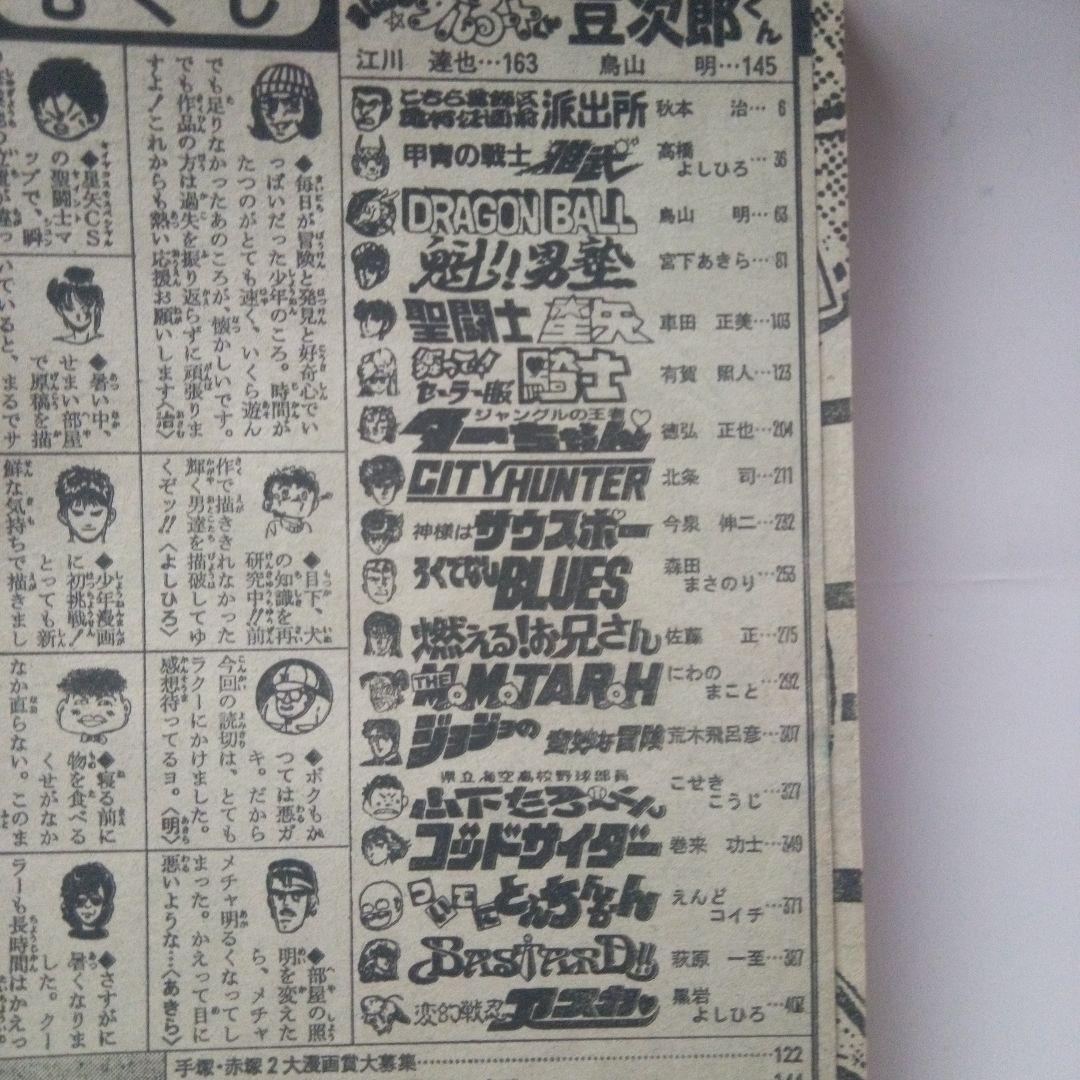 もくじ
豆次郎くん
江川 達也…163
鳥山 明…145
こちら葛飾区亀有公園前派出所 秋本 治…6
甲冑の戦士 雅武 高橋よしひろ…36
DRAGON BALL 鳥山 明…63
魁!!男塾 宮下あきら…81
聖闘士星矢 車田 正美…103
セーラー服騎士 有賀 照人…123
ジャングルの王者
ターちゃん♡ 徳弘 正也…204
CITY HUNTER 北条 司…211
神様はサウスポー 今泉 伸二…232
ろくでなしBLUES 森田まさのり…253
燃える!お兄さん 佐藤 正…275
THE MOMOTAROH にわのまこと…292
ジョジョの奇妙な冒険 荒木飛呂彦…307
県立海空高校野球部員
山下たろーくん こせきこうじ…327
ゴッドサイダー 巻来 功士…349
ついでにとんちんかん えんどコイチ…371
BASTARD!! 萩原 一至…387
変幻戦忍アスカ 黒岩よしひろ…402
手塚・赤塚2大漫画賞大募集…122
◆毎日が冒険と発見と好奇心でい
っぱいだった少年のころ。時間が
たつのがとても速く、いくら遊ん
でも足りなかったあのころが、懐かしいです。
でも作品の方は過失を振り返らずに頑張りま
すよ!これからも熱い応援お願いします〈治〉
◆目下、犬
の知識を再
研究中!!前
作で描ききれなかった
輝く男達を描破してゆ
くぞッ!!〈よしひろ〉
◆ボクもか
つては悪ガ
キ。だから
今回の読切は、とても
ラクーにかけました。
感想待ってるヨ。〈明〉
◆部屋の照
明を変えた
ら、メチャ
メチャ明るくなってし
まった。かえって目に
悪いような…〈あきら〉
◆星矢CS
の聖闘士マ
ップで、瞬
◆暑い中、
せまい部屋
で原稿を描
いていると、まるでサ
◆少年漫画
に初挑戦!
とっても新
鮮な気持ちで描きまし
◆寝る前に
物を食べる
くせがなか
なか直らない。このま
◆さすがに
暑くなりま
した。クー
ラーも長時間はかえっ